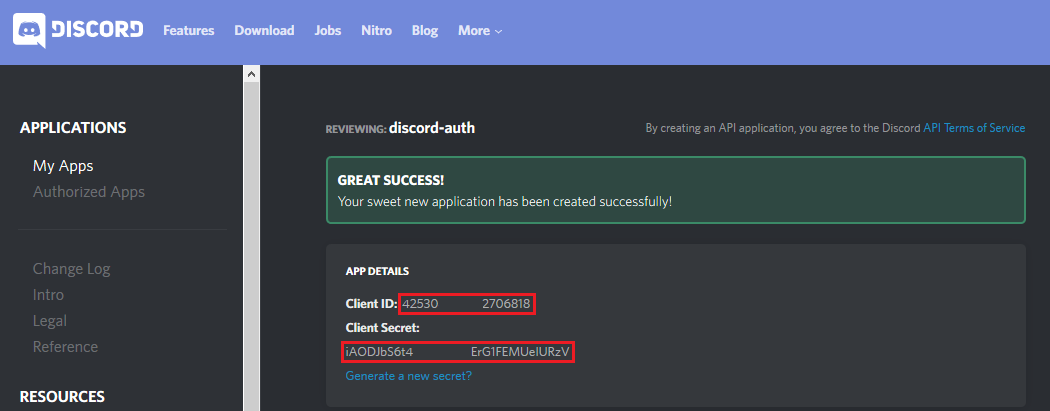 DISCORD Features Download Jobs Nitro Blog More
APPLICATIONS
My Apps
Authorized Apps
Change Log
Intro
Legal
Reference
RESOURCES
REVIEWING: discord-auth
By creating an API application, you agree to the Discord API Terms of Service
GREAT SUCCESS!
Your sweet new application has been created successfully!
APP DETAILS
Client ID: 42530 2706818
Client Secret:
iAODJbS6t4 ErG1FEMUelURzV
Generate a new secret?